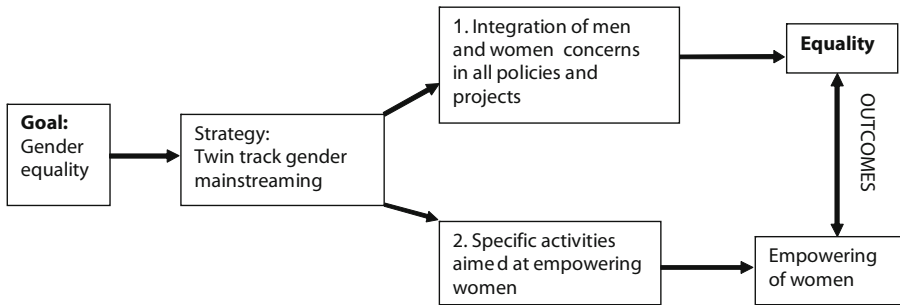 Goal:
Gender
equality
Strategy:
Twin track gender
mainstreaming
1. Integration of men
and women concerns
in all policies and
projects
Equality
OUTCOMES
2. Specific activities
aimed at empowering
women
Empowering
of women